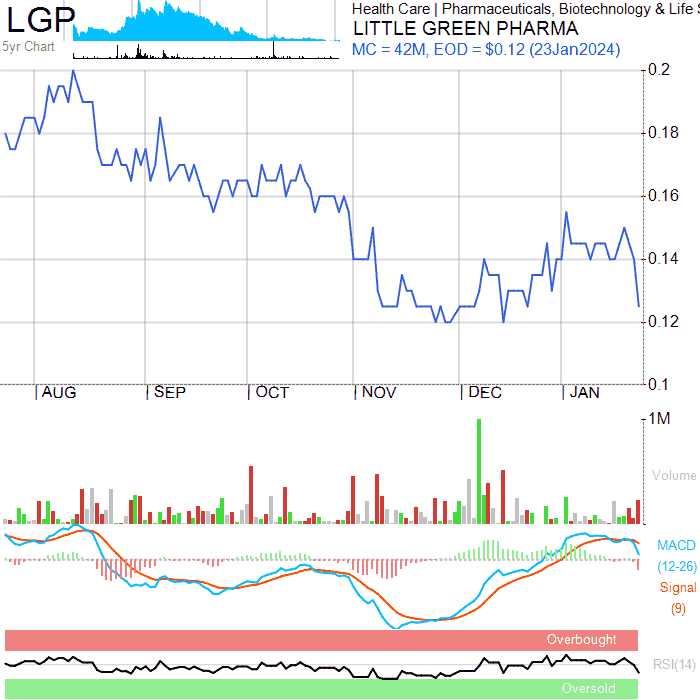 LGP
5yr Chart
Health Care | Pharmaceuticals, Biotechnology & Life S
LITTLE GREEN PHARMA
MC = 42M, EOD = $0.12 (23Jan2024)
0.2
0.18
0.16
0.14
0.12
0.1
AUG SEP OCT NOV DEC JAN
1M
Volume
MACD
(12-26)
Signal
(9)
Overbought
RSI(14)
Oversold